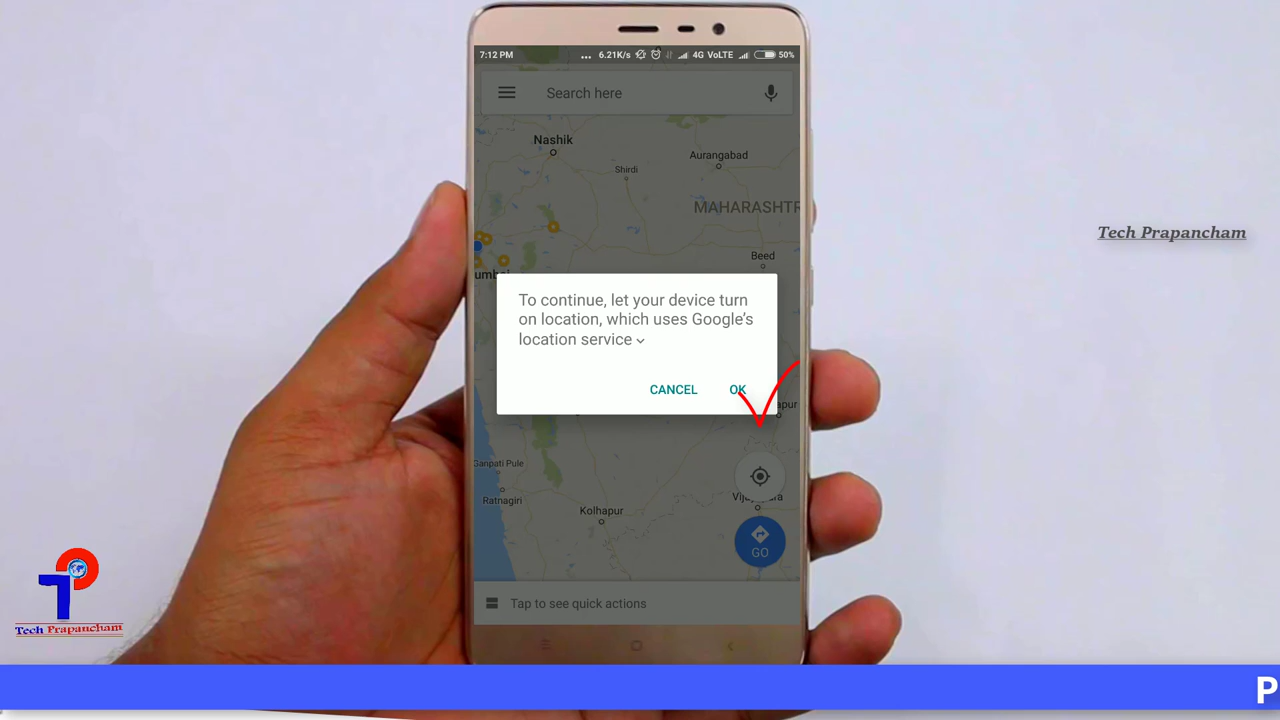 7:12 PM ... 6.21K/s 4G VoLTE 50%
Search here
Nashik
Aurangabad
Shirdi
MAHARASHTR
Tech Prapancham
Beed
umbai
To continue, let your device turn
on location, which uses Google's
location service
CANCEL OK
apur
Ganpati Pule
Ratnagiri
Kolhapur
GO
Tap to see quick actions
TP
Tech Prapancham
P